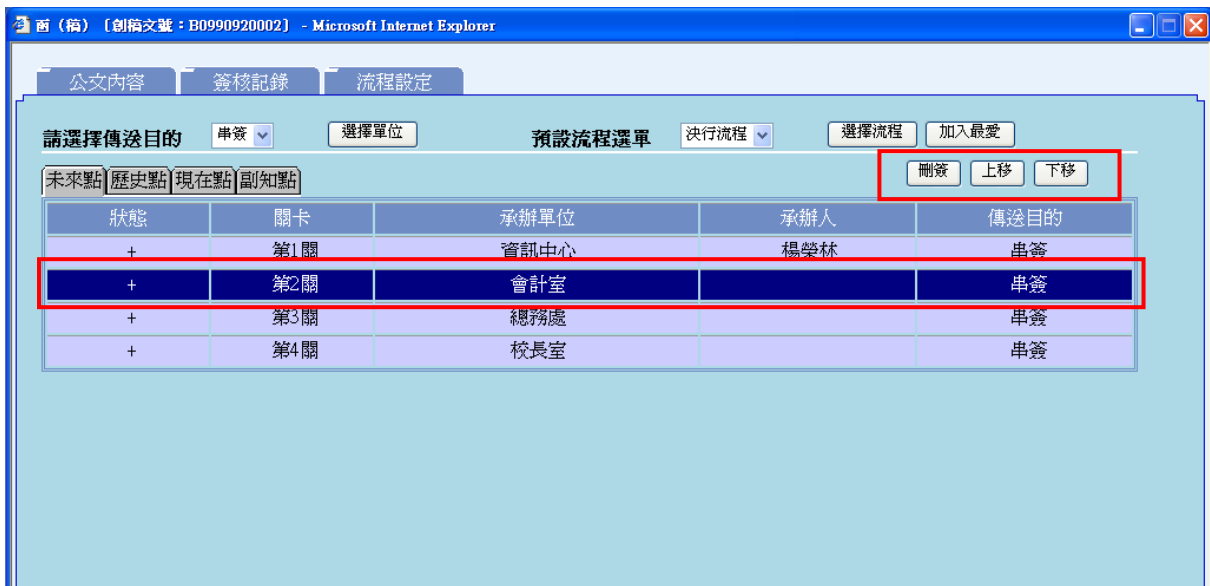 函（稿）〔創稿文號：B0990920002〕 - Microsoft Internet Explorer
公文內容 簽核記錄 流程設定
請選擇傳送目的 串簽 選擇單位 預設流程選單 決行流程 選擇流程 加入最愛
未來點 歷史點 現在點 副知點 刪簽 上移 下移
狀態 關卡 承辦單位 承辦人 傳送目的
+ 第1關 資訊中心 楊榮林 串簽
+ 第2關 會計室 串簽
+ 第3關 總務處 串簽
+ 第4關 校長室 串簽